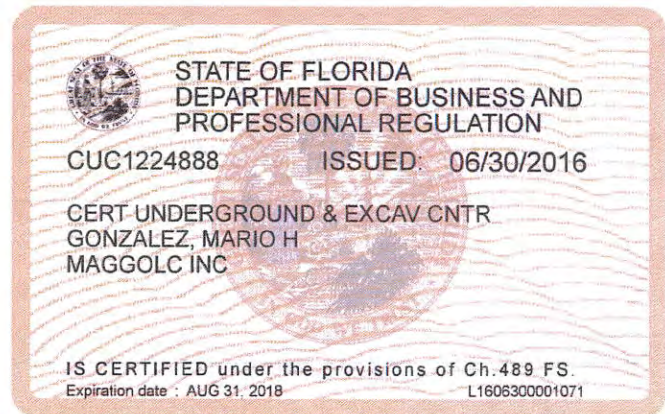 STATE OF FLORIDA
DEPARTMENT OF BUSINESS AND
PROFESSIONAL REGULATION
CUC1224888 ISSUED: 06/30/2016
CERT UNDERGROUND & EXCAV CNTR
GONZALEZ, MARIO H
MAGGOLC INC
IS CERTIFIED under the provisions of Ch.489 FS.
Expiration date : AUG 31, 2018 L1606300001071